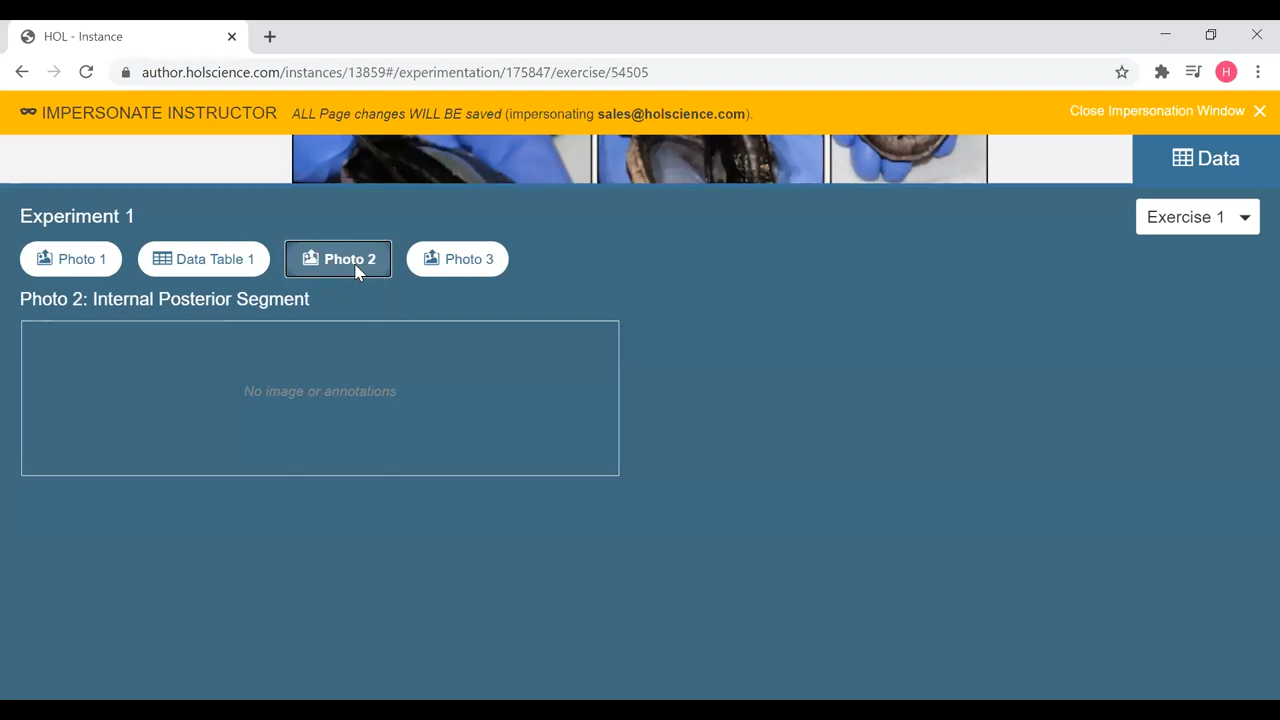 HOL - Instance
author.holscience.com/instances/13859#/experimentation/175847/exercise/54505
H
IMPERSONATE INSTRUCTOR ALL Page changes WILL BE saved (impersonating sales@holscience.com).
Close Impersonation Window
Data
Experiment 1
Exercise 1
Photo 1
Data Table 1
Photo 2
Photo 3
Photo 2: Internal Posterior Segment
No image or annotations